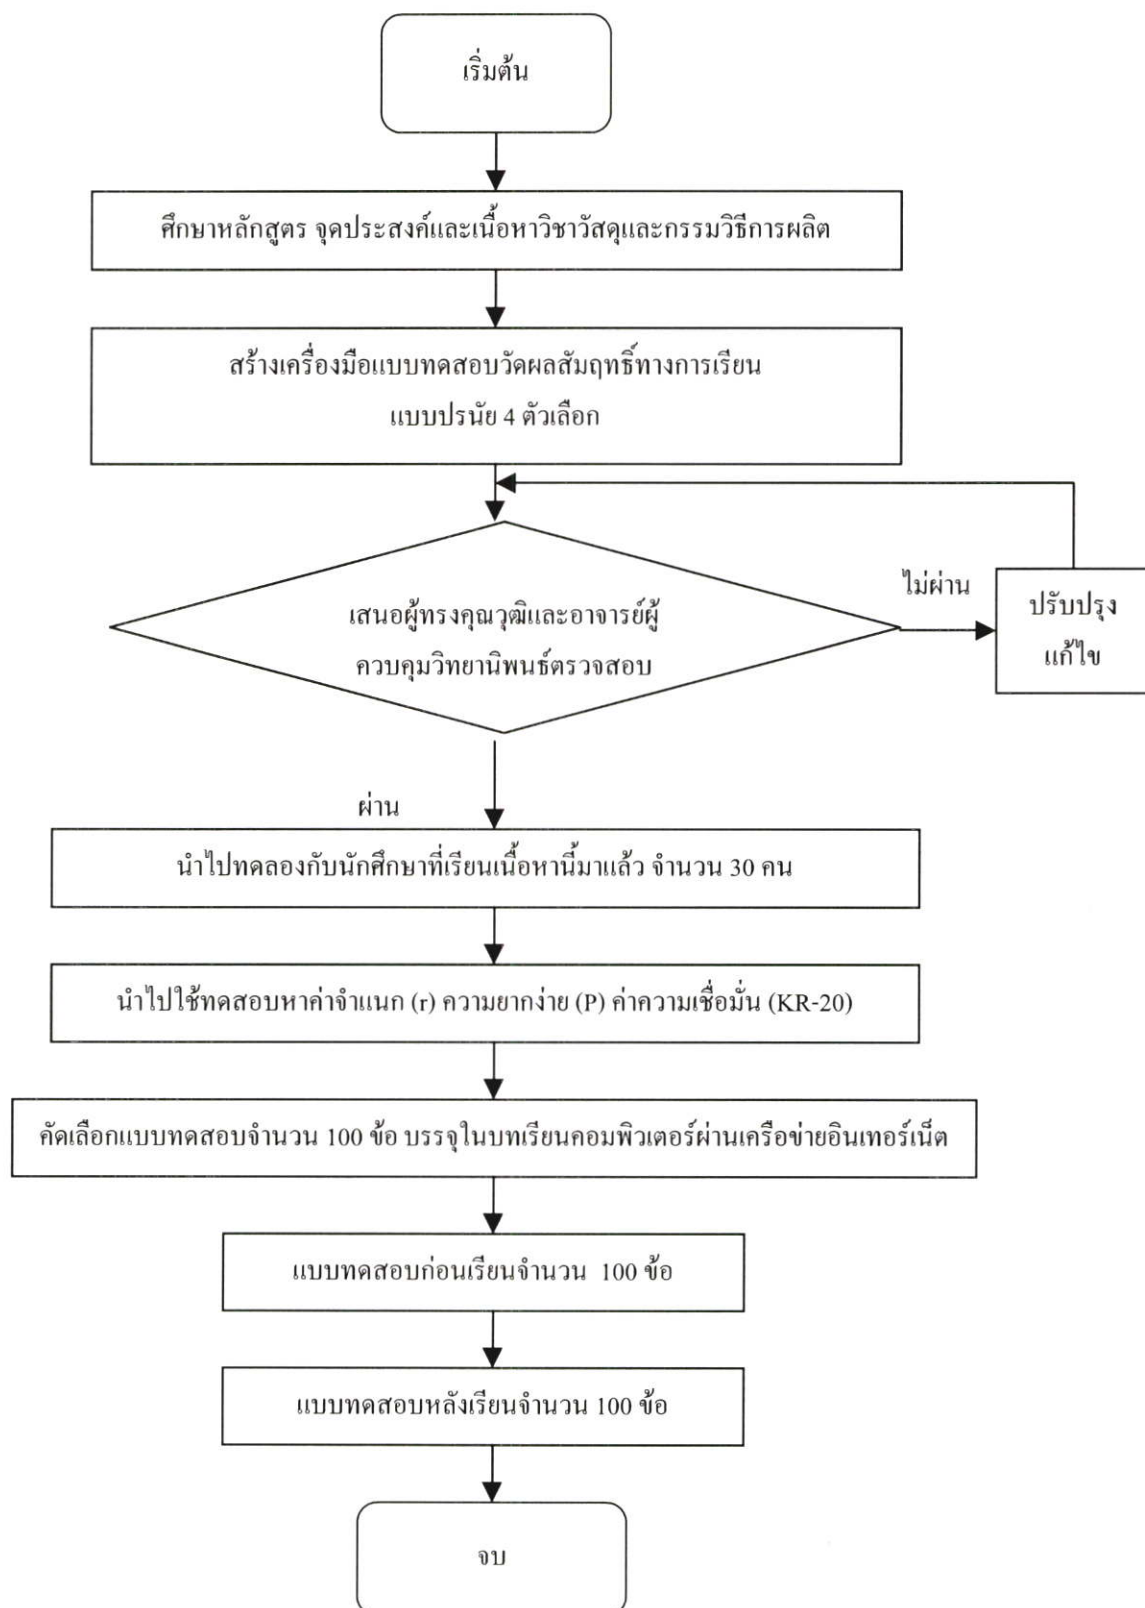 เริ่มต้น
ศึกษาหลักสูตร จุดประสงค์และเนื้อหาวิชาวัสดุและกรรมวิธีการผลิต
สร้างเครื่องมือแบบทดสอบวัดผลสัมฤทธิ์ทางการเรียน
แบบปรนัย 4 ตัวเลือก
เสนอผู้ทรงคุณวุฒิและอาจารย์ผู้
ควบคุมวิทยานิพนธ์ตรวจสอบ
ไม่ผ่าน
ปรับปรุง
แก้ไข
ผ่าน
นำไปทดลองกับนักศึกษาที่เรียนเนื้อหานี้มาแล้ว จำนวน 30 คน
นำไปใช้ทดสอบหาค่าจำแนก (r) ความยากง่าย (P) ค่าความเชื่อมั่น (KR-20)
คัดเลือกแบบทดสอบจำนวน 100 ข้อ บรรจุในบทเรียนคอมพิวเตอร์ผ่านเครือข่ายอินเทอร์เน็ต
แบบทดสอบก่อนเรียนจำนวน 100 ข้อ
แบบทดสอบหลังเรียนจำนวน 100 ข้อ
จบ